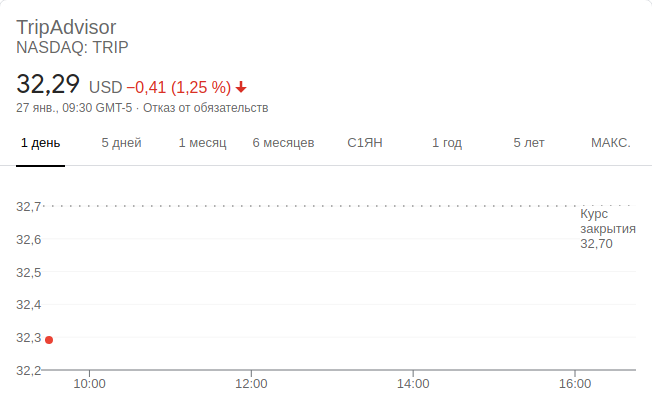 TripAdvisor
NASDAQ: TRIP
32,29 USD −0,41 (1,25 %)
27 янв., 09:30 GMT-5 · Отказ от обязательств
1 день 5 дней 1 месяц 6 месяцев С1ЯН 1 год 5 лет МАКС.
32,7
Курс
закрытия
32,70
32,6
32,5
32,4
32,3
32,2
10:00 12:00 14:00 16:00